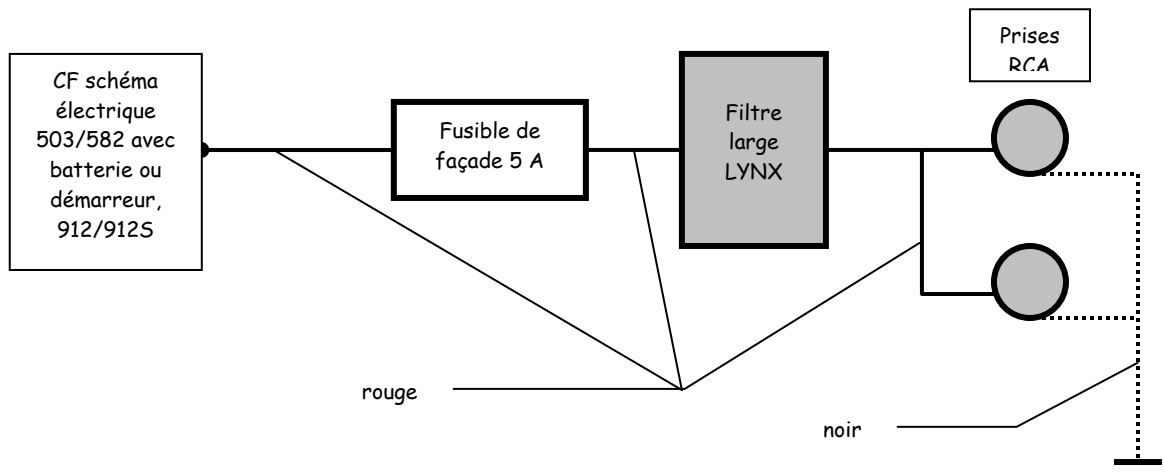 Prises
RCA
CF schéma
électrique
503/582 avec
batterie ou
démarreur,
912/912S
Fusible de
façade 5 A
Filtre
large
LYNX
rouge
noir